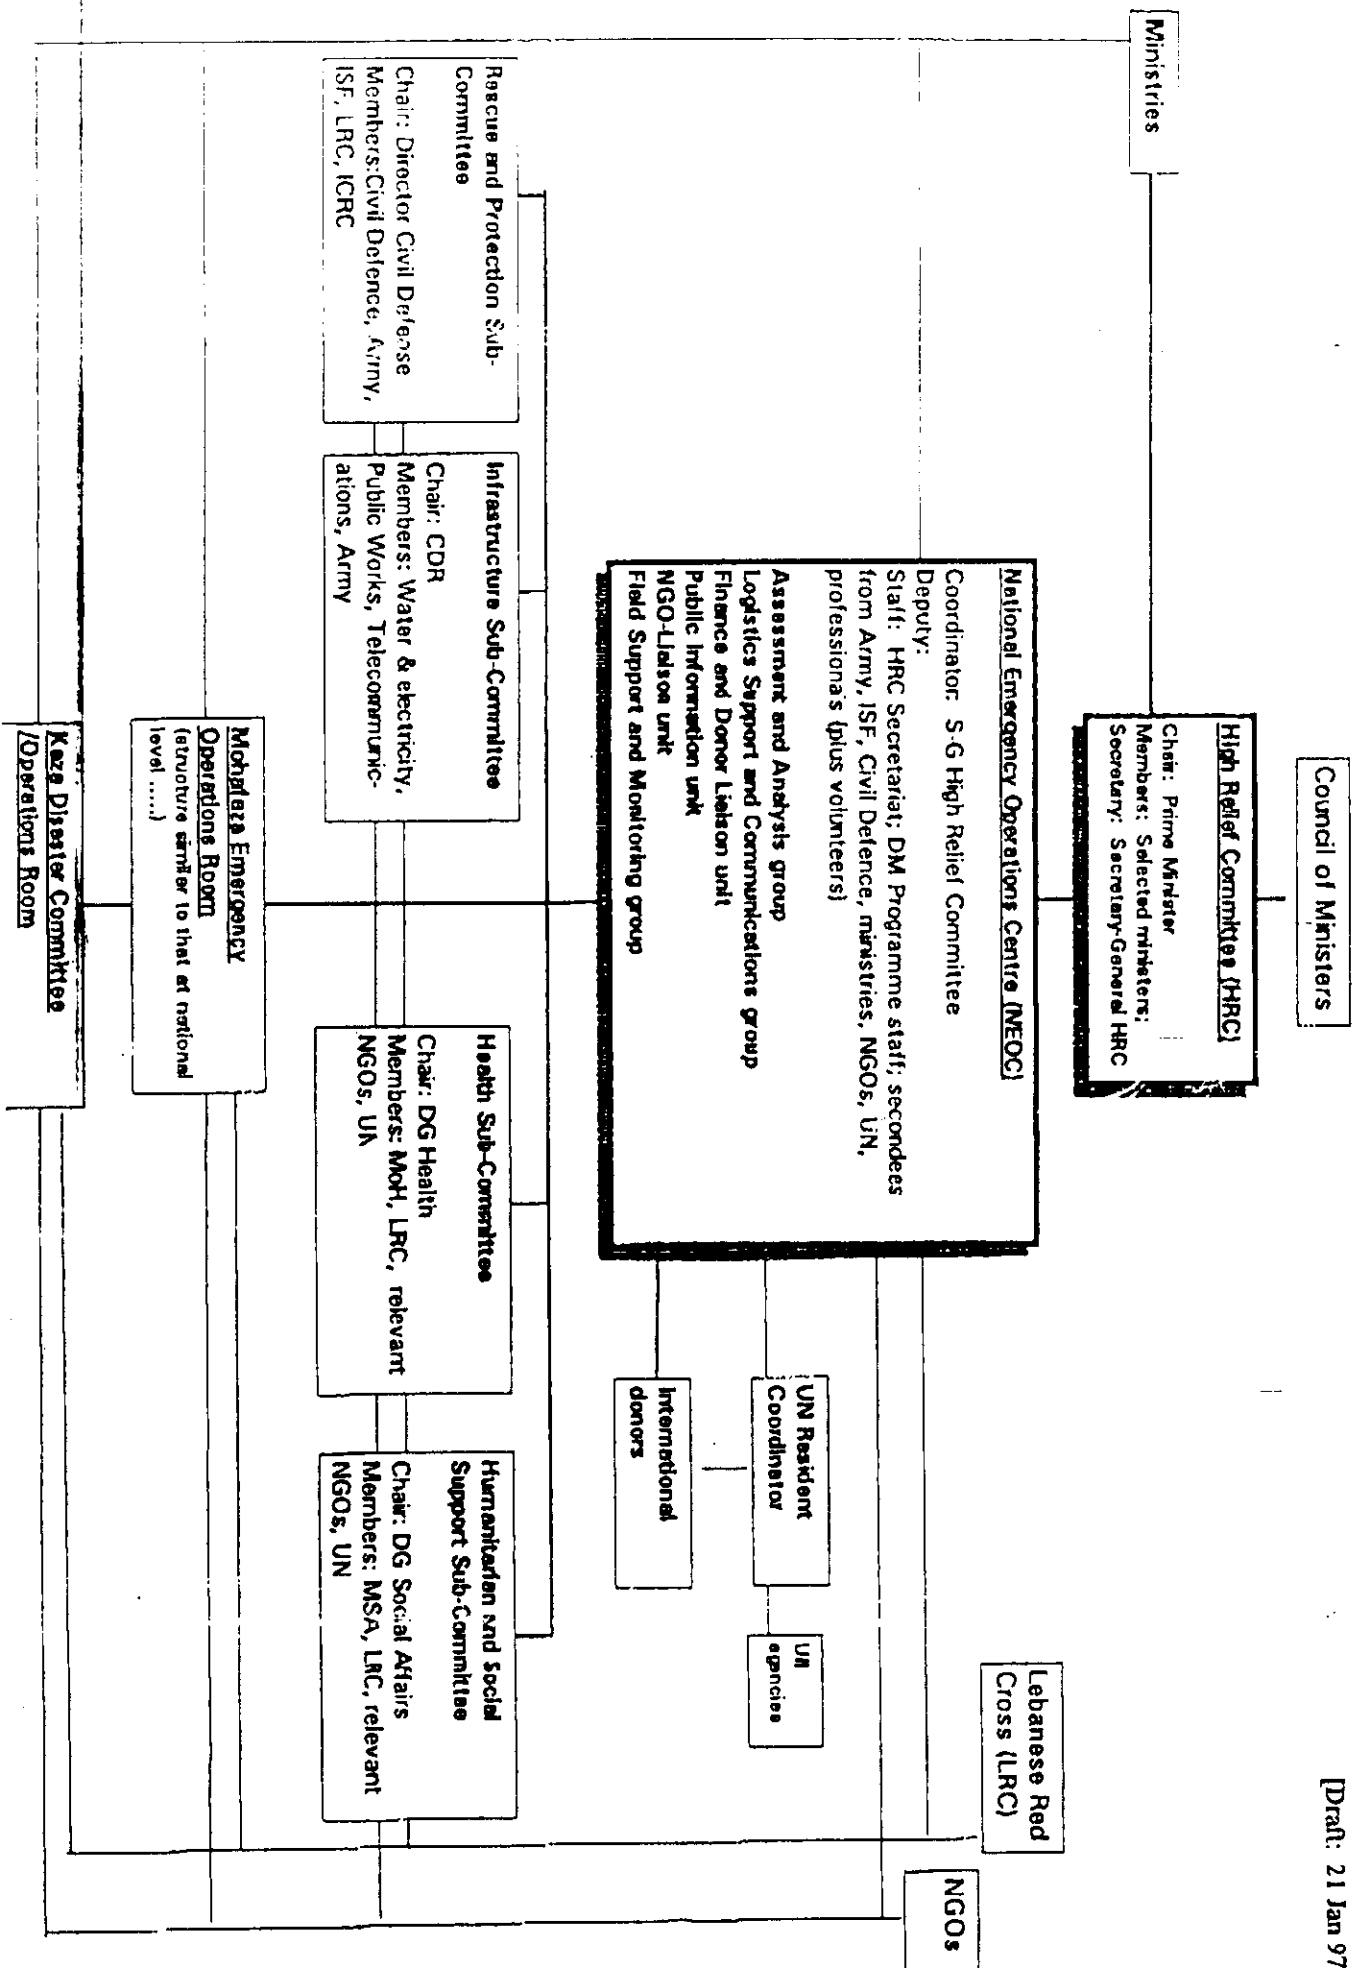 [Draft: 21 Jan 97
Council of Ministers
Ministries
High Relief Committee (HRC)
Chair: Prime Minister
Members: Selected ministers;
Secretary: Secretary-General HRC
Lebanese Red
Cross (LRC)
NGOs
National Emergency Operations Centre (NEOC)
Coordinator: S-G High Relief Committee
Deputy:
Staff: HRC Secretariat; DM Programme staff; secondees
from Army, ISF, Civil Defence, ministries, NGOs, UN,
professionals (plus volunteers)
Assessment and Analysis group
Logistics Support and Communications group
Finance and Donor Liaison unit
Public Information unit
NGO-Liaison unit
Field Support and Monitoring group
UN Resident
Coordinator
UN
agencies
International
donors
Rescue and Protection Sub-
Committee
Chair: Director Civil Defense
Members:Civil Defence, Army,
ISF, LRC, ICRC
Infrastructure Sub-Committee
Chair: CDR
Members: Water & electricity,
Public Works, Telecommunic-
ations, Army
Health Sub-Committee
Chair: DG Health
Members: MoH, LRC, relevant
NGOs, UN
Humanitarian and Social
Support Sub-Committee
Chair: DG Social Affairs
Members: MSA, LRC, relevant
NGOs, UN
Mohafaza Emergency
Operations Room
(structure similar to that at national
level .....)
Kaza Disaster Committee
/Operations Room